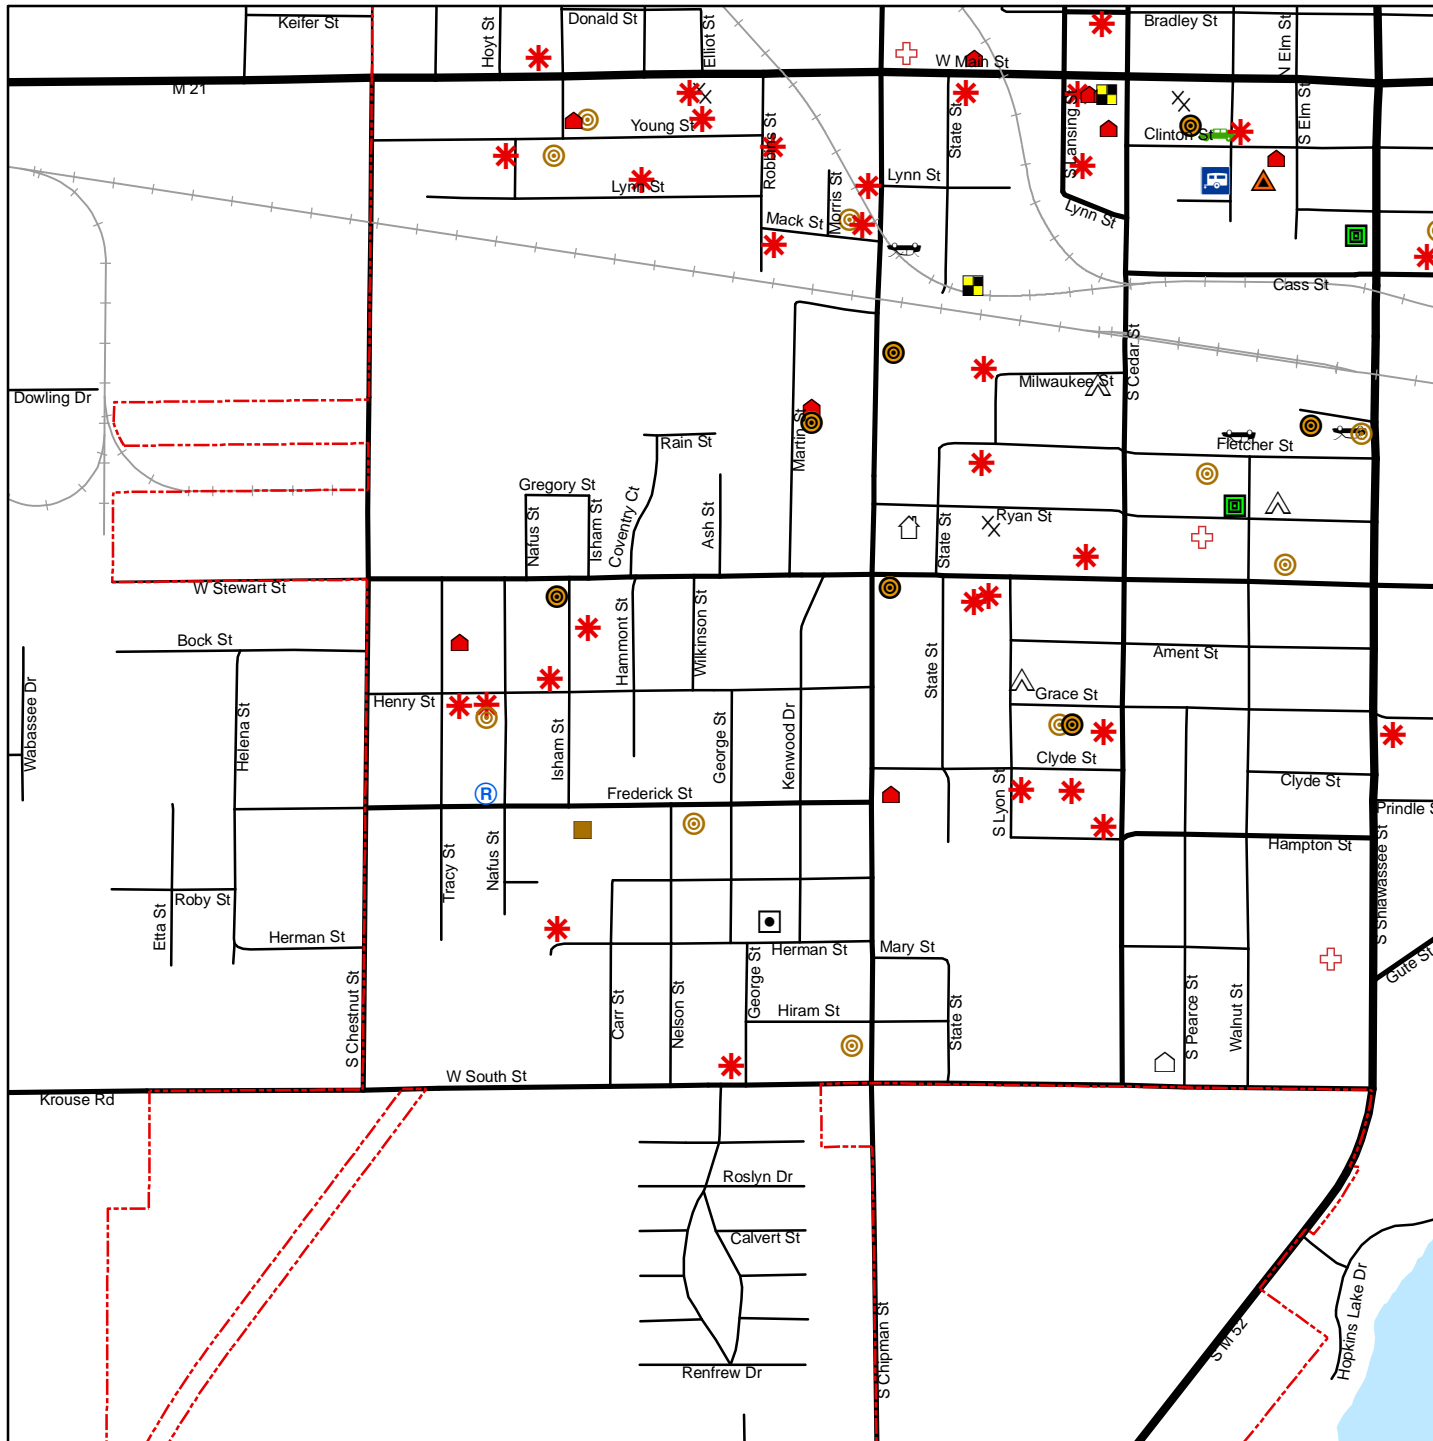 Keifer St
Hoyt St
Donald St
Elliot St
Bradley St
N Elm St
W Main St
M 21
Young St
Robbins St
State St
S Lansing St
Clinton St
S Elm St
Lynn St
Morris St
Lynn St
Lynn St
Mack St
Cass St
S Cedar St
Dowling Dr
Milwaukee St
Martin St
Rain St
Fletcher St
Gregory St
Nafus St
Isham St
Coventry Ct
Ash St
State St
Ryan St
W Stewart St
Bock St
Hammont St
Wilkinson St
State St
Ament St
Wabassee Dr
Helena St
Henry St
Isham St
George St
Kenwood Dr
Grace St
Clyde St
Clyde St
R
Frederick St
S Lyon St
Prindle S
Hampton St
Tracy St
Nafus St
S Shiawassee St
Roby St
Etta St
Herman St
Herman St
Mary St
Gute St
S Chestnut St
Carr St
Nelson St
George St
Hiram St
State St
S Pearce St
Walnut St
W South St
Krouse Rd
Roslyn Dr
Calvert St
S Chipman St
S M 52
Hopkins Lake Dr
Renfrew Dr